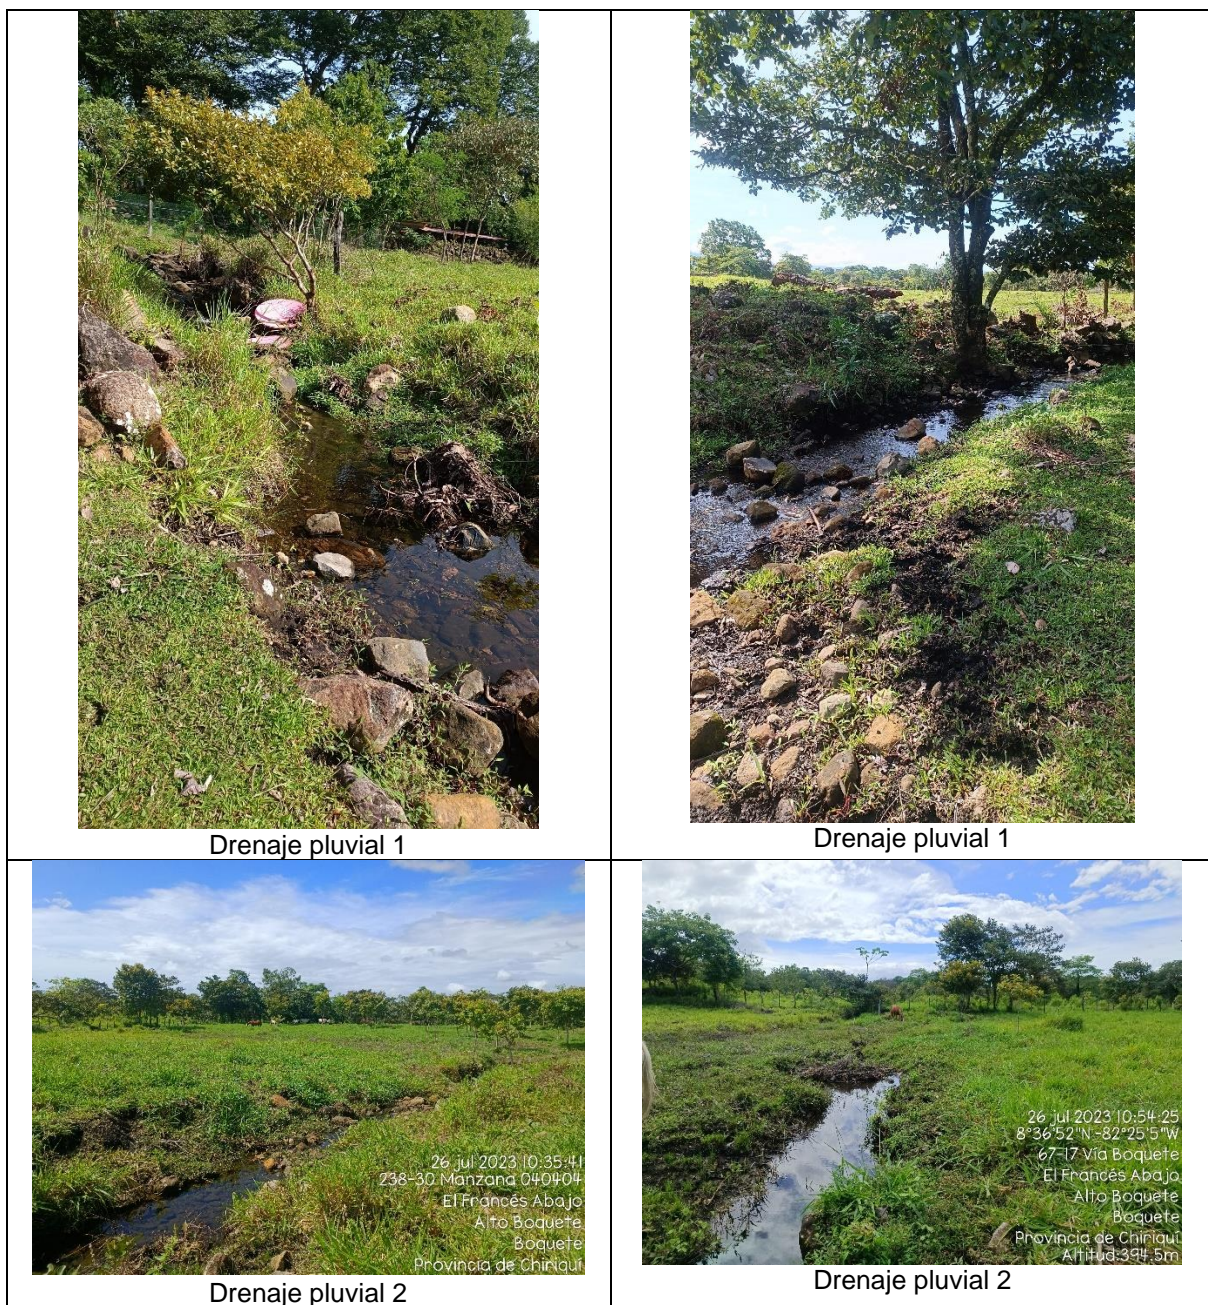 Drenaje pluvial 1
Drenaje pluvial 1
26 jul 2023 10:35:41
238-30 Manzana 040404
El Francés Abajo
Alto Boquete
Boquete
Provincia de Chiriquí
Drenaje pluvial 2
26 jul 2023 10:54:25
8°36'52"N -82°25'5"W
67-17 Vía Boquete
El Francés Abajo
Alto Boquete
Boquete
Provincia de Chiriquí
Altitud:394.5m
Drenaje pluvial 2